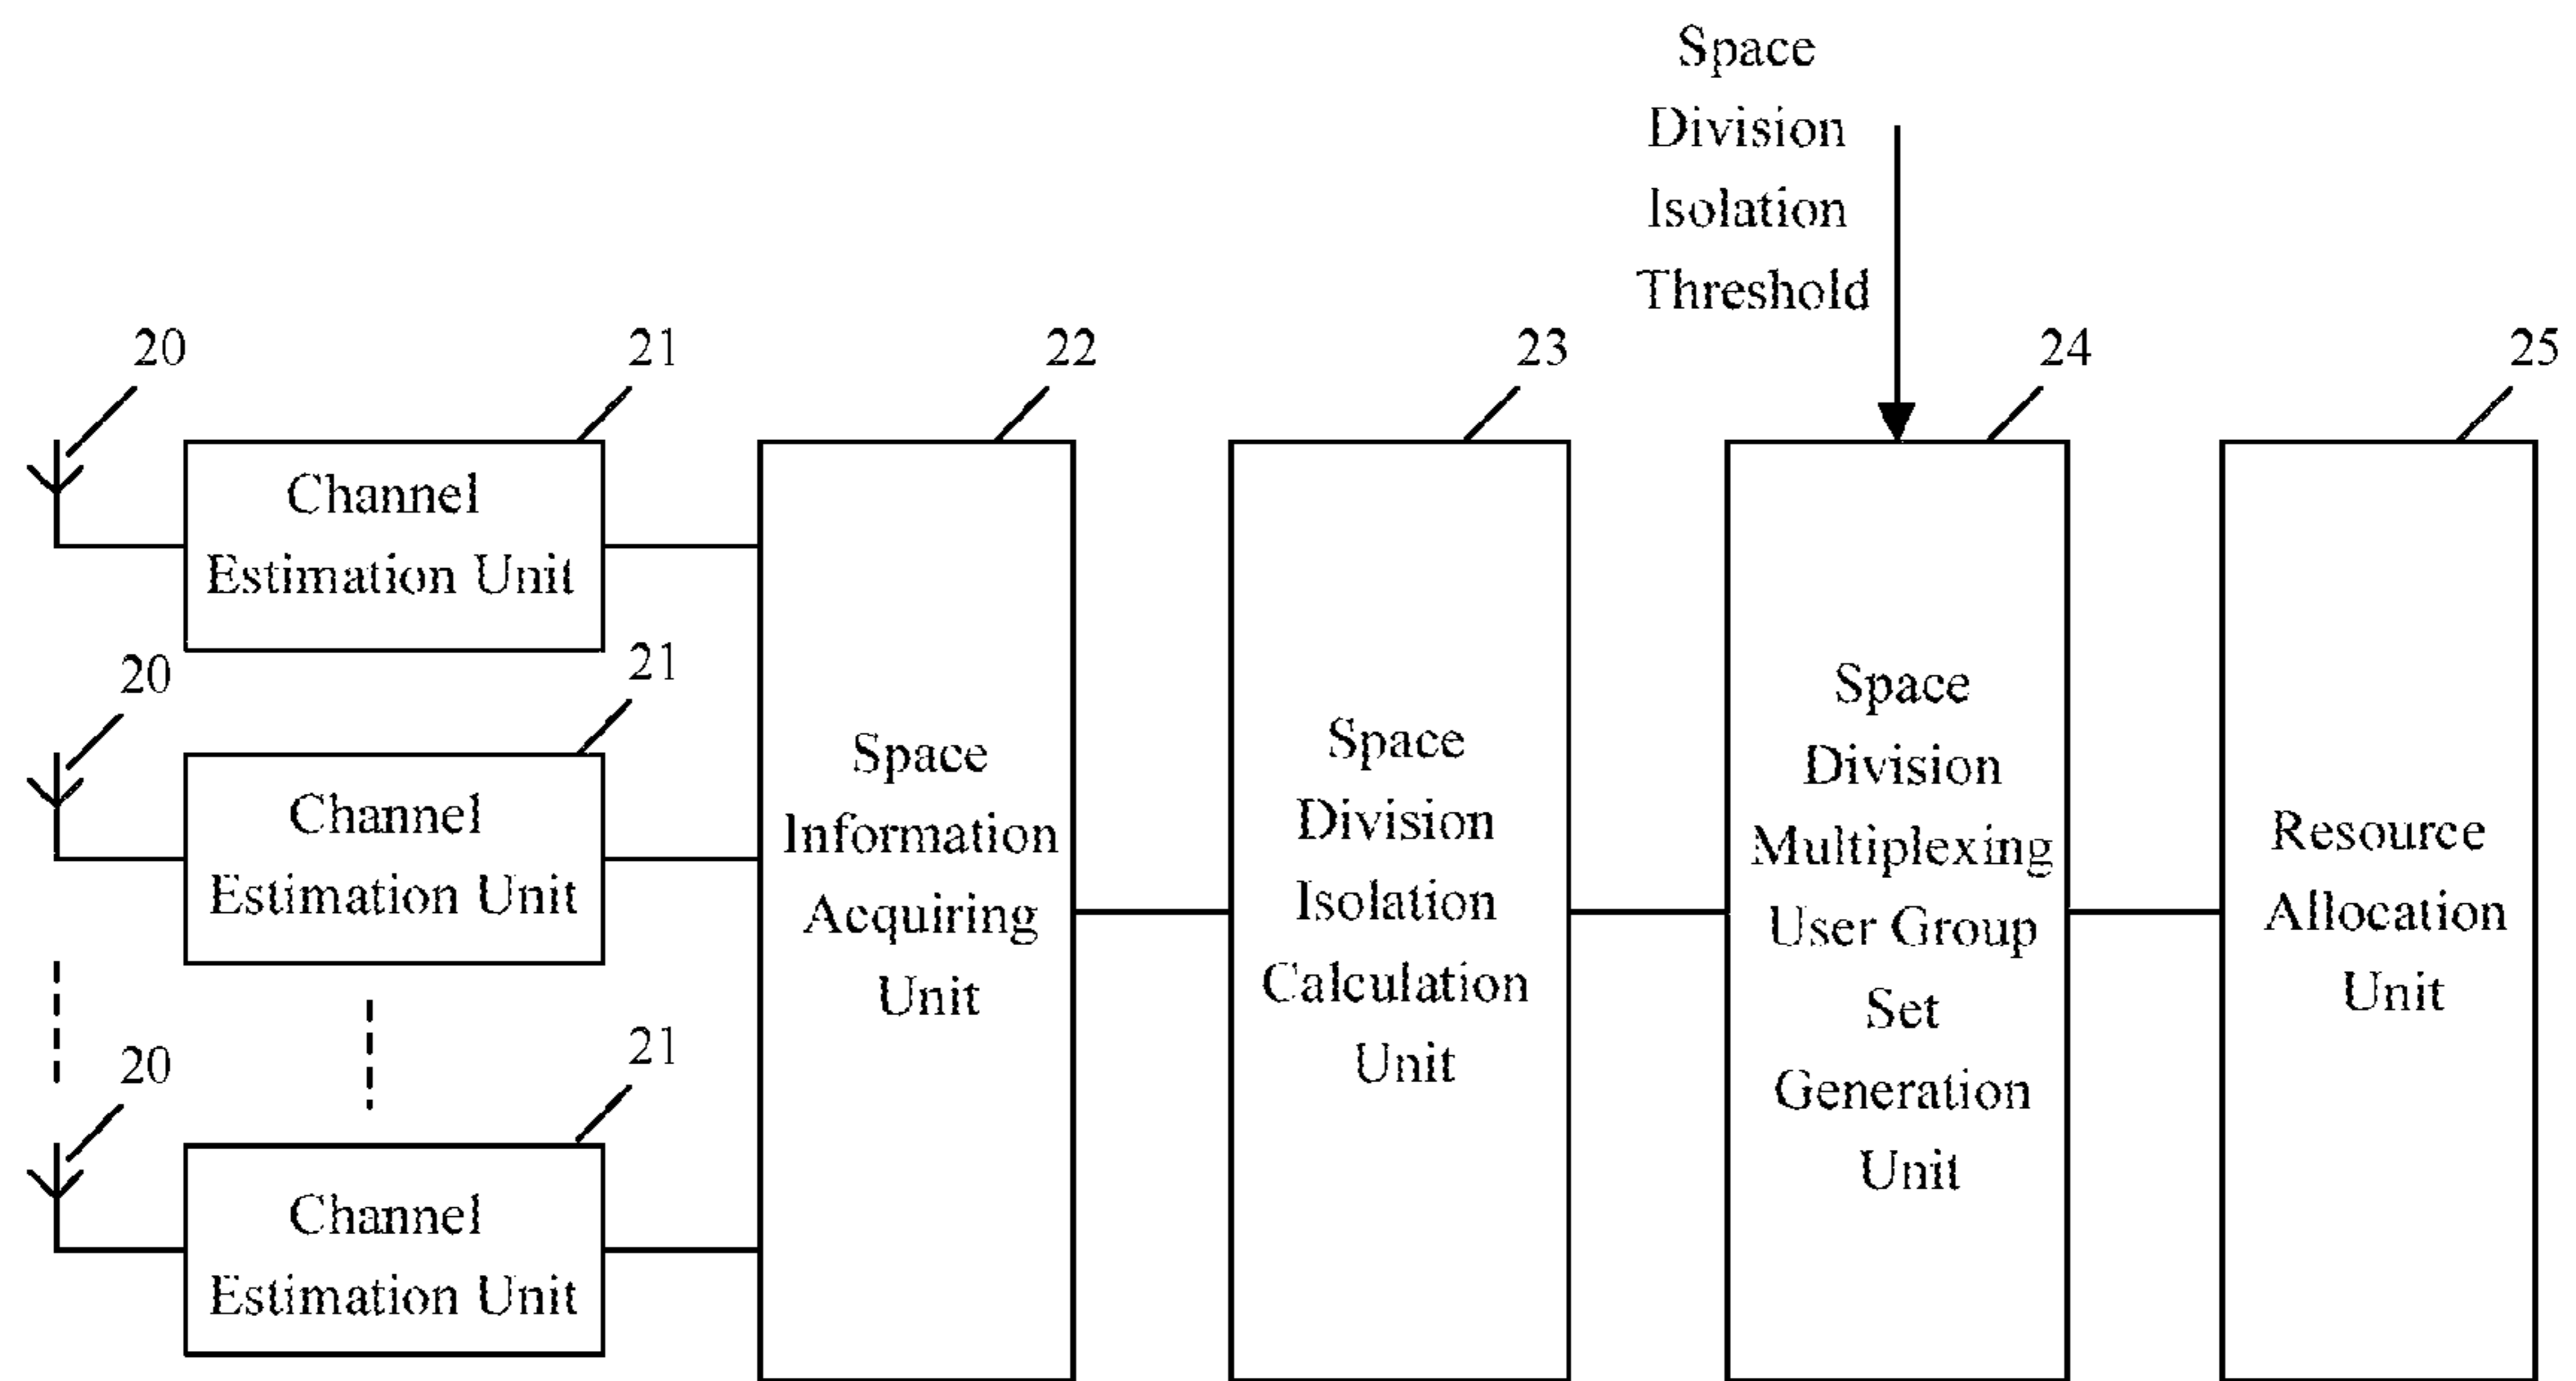 Space
Division
Isolation
Threshold
20
21
22
23
24
25
Channel
Estimation Unit
20
21
Channel
Estimation Unit
20
21
Channel
Estimation Unit
Space
Information
Acquiring
Unit
Space
Division
Isolation
Calculation
Unit
Space
Division
Multiplexing
User Group
Set
Generation
Unit
Resource
Allocation
Unit